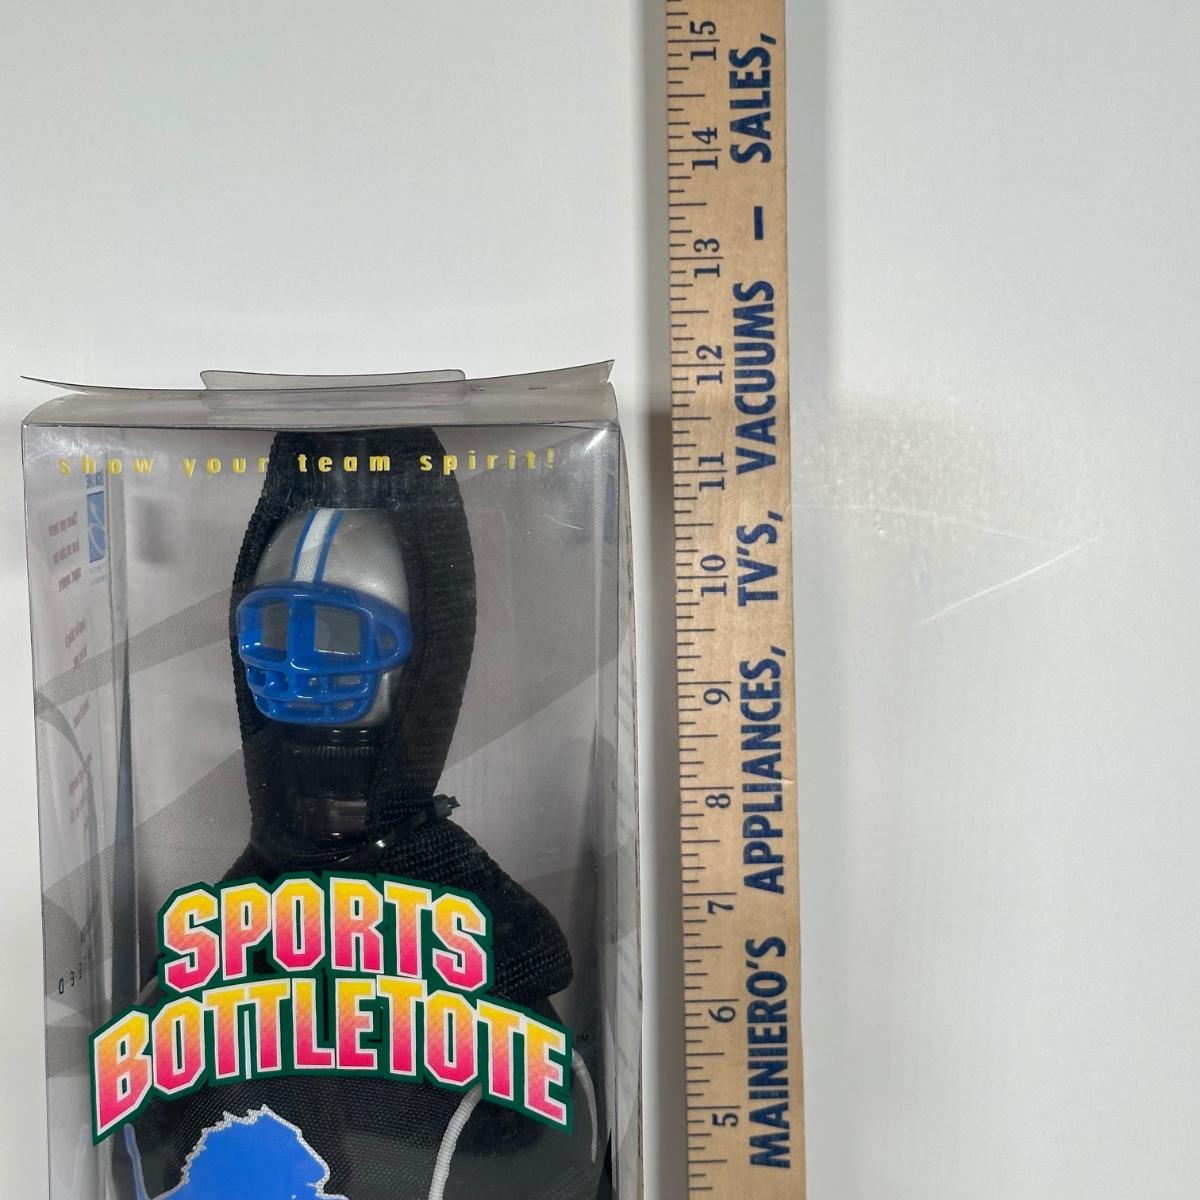 show your team spirit!
SPORTS
BOTTLETOTE™
MAINIERO'S APPLIANCES, TV'S, VACUUMS – SALES,
5 6 7 8 9 10 11 12 13 14 15